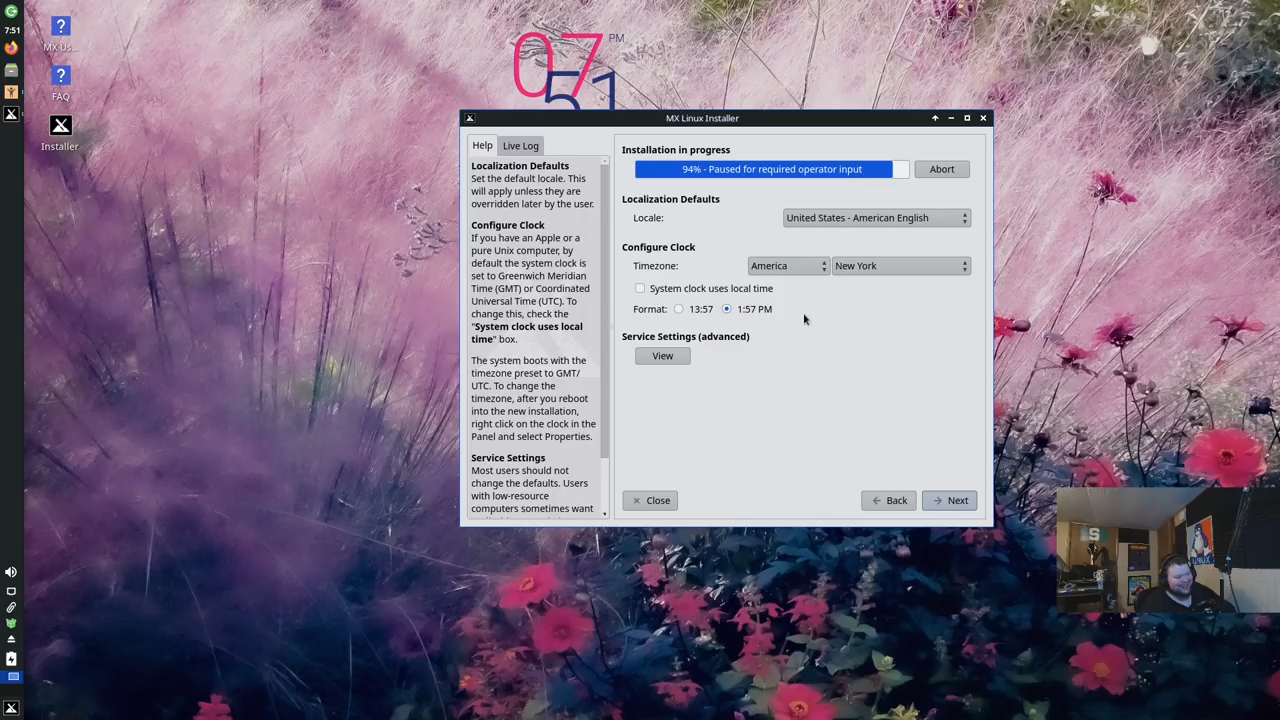 7:51
MX Us...
FAQ
Installer
07
PM
51
MX Linux Installer
Help
Live Log
Localization Defaults
Set the default locale. This
will apply unless they are
overridden later by the user.
Configure Clock
If you have an Apple or a
pure Unix computer, by
default the system clock is
set to Greenwich Meridian
Time (GMT) or Coordinated
Universal Time (UTC). To
change this, check the
"System clock uses local
time" box.
The system boots with the
timezone preset to GMT/
UTC. To change the
timezone, after you reboot
into the new installation,
right click on the clock in the
Panel and select Properties.
Service Settings
Most users should not
change the defaults. Users
with low-resource
computers sometimes want
Installation in progress
94% - Paused for required operator input
Abort
Localization Defaults
Locale:
United States - American English
Configure Clock
Timezone:
America
New York
System clock uses local time
Format:
13:57
1:57 PM
Service Settings (advanced)
View
Close
Back
Next
S